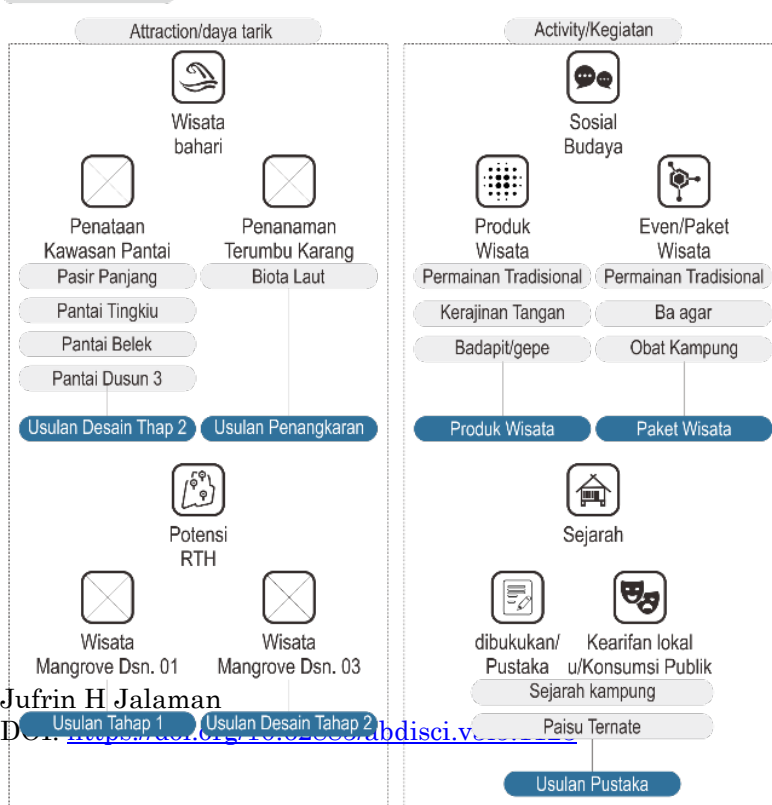 Attraction/daya tarik
Wisata
bahari
Penataan
Kawasan Pantai
Pasir Panjang
Pantai Tingkiu
Pantai Belek
Pantai Dusun 3
Usulan Desain Thap 2
Penanaman
Terumbu Karang
Biota Laut
Usulan Penangkaran
Potensi
RTH
Wisata
Mangrove Dsn. 01
Usulan Tahap 1
Wisata
Mangrove Dsn. 03
Usulan Desain Tahap 2
Activity/Kegiatan
Sosial
Budaya
Produk
Wisata
Permainan Tradisional
Kerajinan Tangan
Badapit/gepe
Produk Wisata
Even/Paket
Wisata
Permainan Tradisional
Ba agar
Obat Kampung
Paket Wisata
Sejarah
dibukukan/
Pustaka
Kearifan lokal
u/Konsumsi Publik
Sejarah kampung
Paisu Ternate
Usulan Pustaka
Jufrin H Jalaman
DOI: